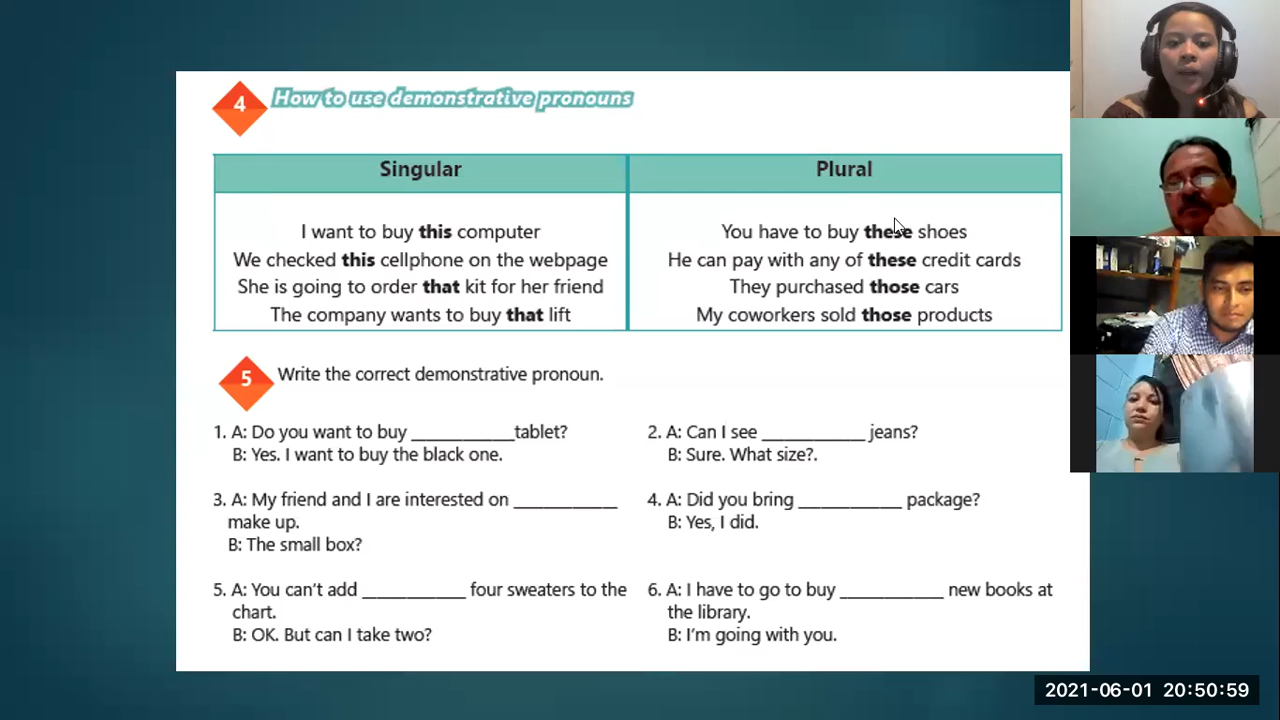 4 How to use demonstrative pronouns
Singular
Plural
I want to buy this computer
We checked this cellphone on the webpage
She is going to order that kit for her friend
The company wants to buy that lift
You have to buy these shoes
He can pay with any of these credit cards
They purchased those cars
My coworkers sold those products
5 Write the correct demonstrative pronoun.
1. A: Do you want to buy ___________tablet?
B: Yes. I want to buy the black one.
2. A: Can I see ___________ jeans?
B: Sure. What size?.
3. A: My friend and I are interested on ___________
make up.
B: The small box?
4. A: Did you bring ___________ package?
B: Yes, I did.
5. A: You can't add ___________ four sweaters to the
chart.
B: OK. But can I take two?
6. A: I have to go to buy ___________ new books at
the library.
B: I'm going with you.
2021-06-01 20:50:59